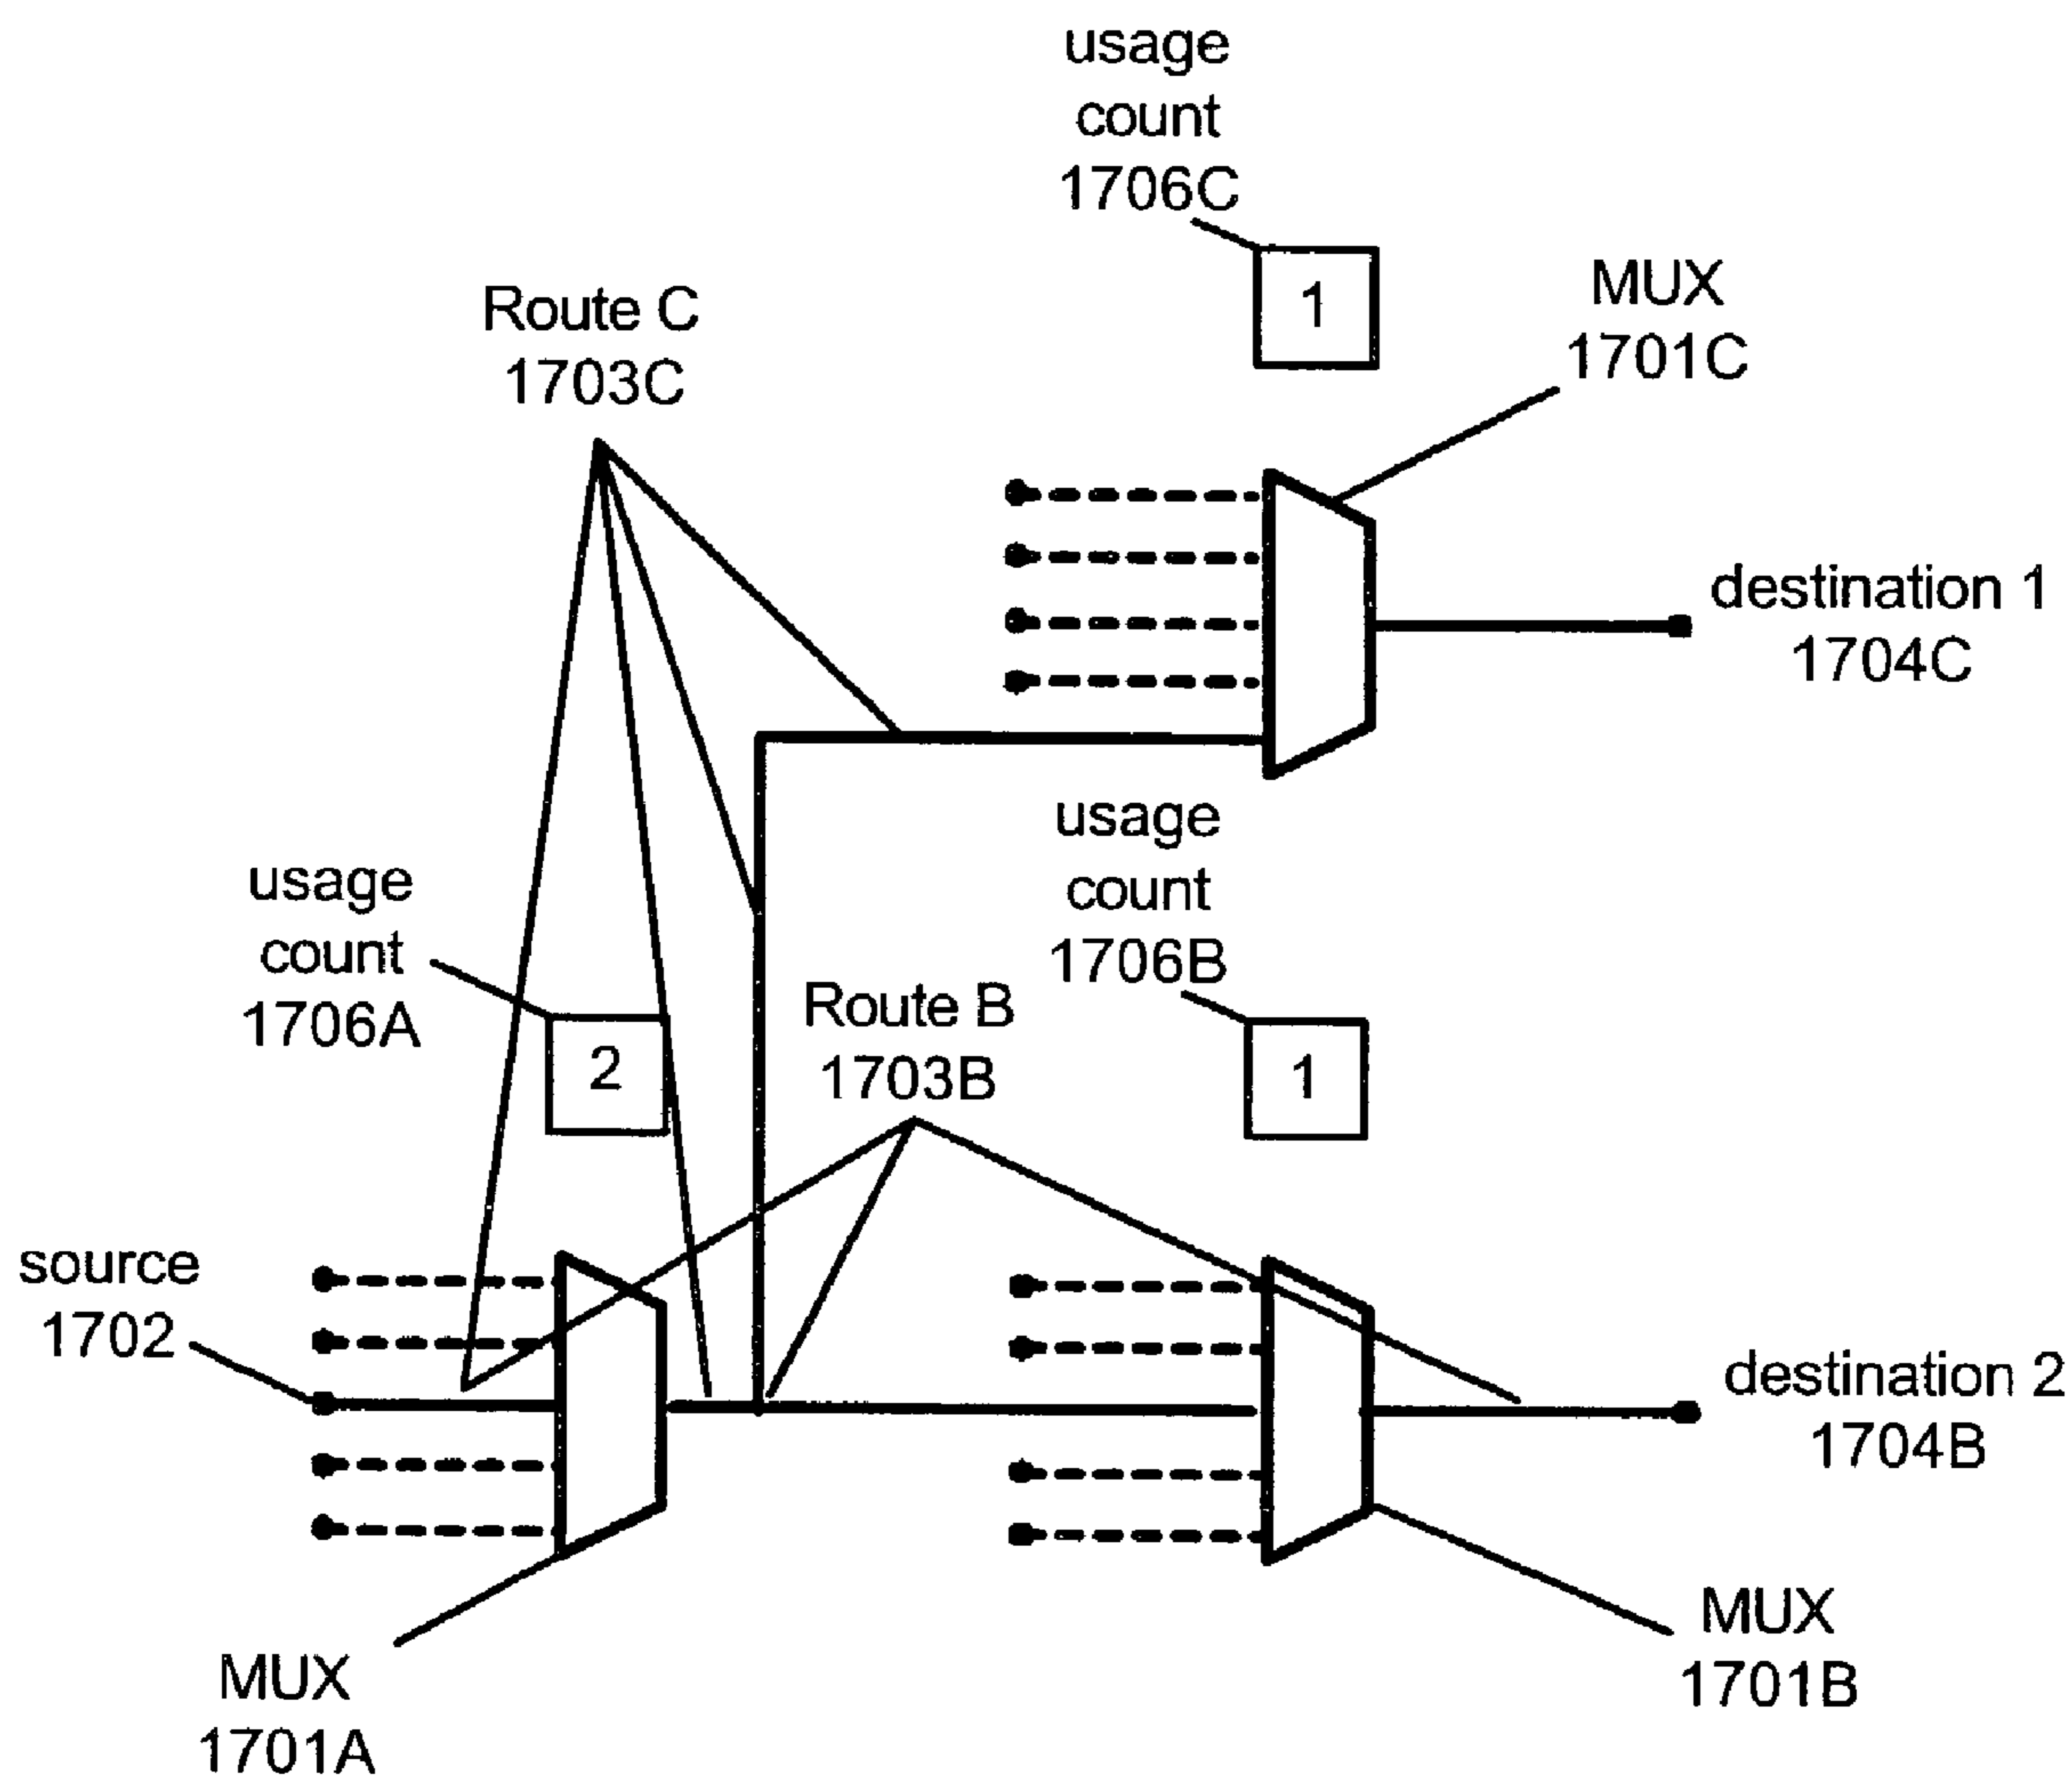 usage
count
1706C
1
MUX
1701C
Route C
1703C
destination 1
1704C
usage
count
1706B
usage
count
1706A
Route B
1703B
2
1
source
1702
destination 2
1704B
MUX
1701B
MUX
1701A